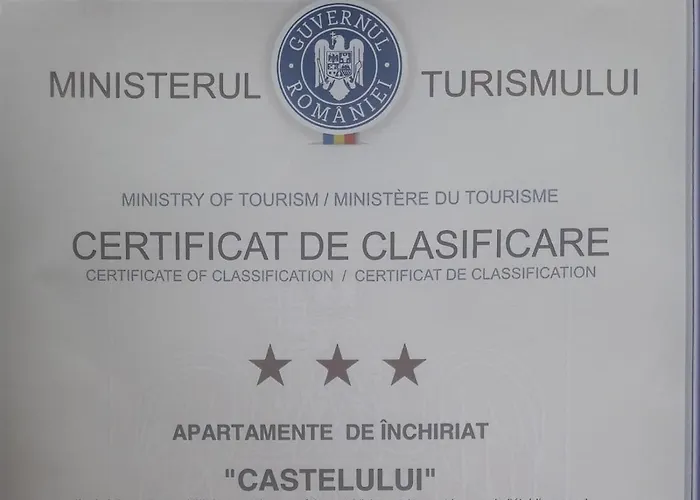 GUVERNUL
ROMÂNIEI
MINISTERUL TURISMULUI
MINISTRY OF TOURISM / MINISTÈRE DU TOURISME
CERTIFICAT DE CLASIFICARE
CERTIFICATE OF CLASSIFICATION / CERTIFICAT DE CLASSIFICATION
APARTAMENTE DE ÎNCHIRIAT
"CASTELULUI"